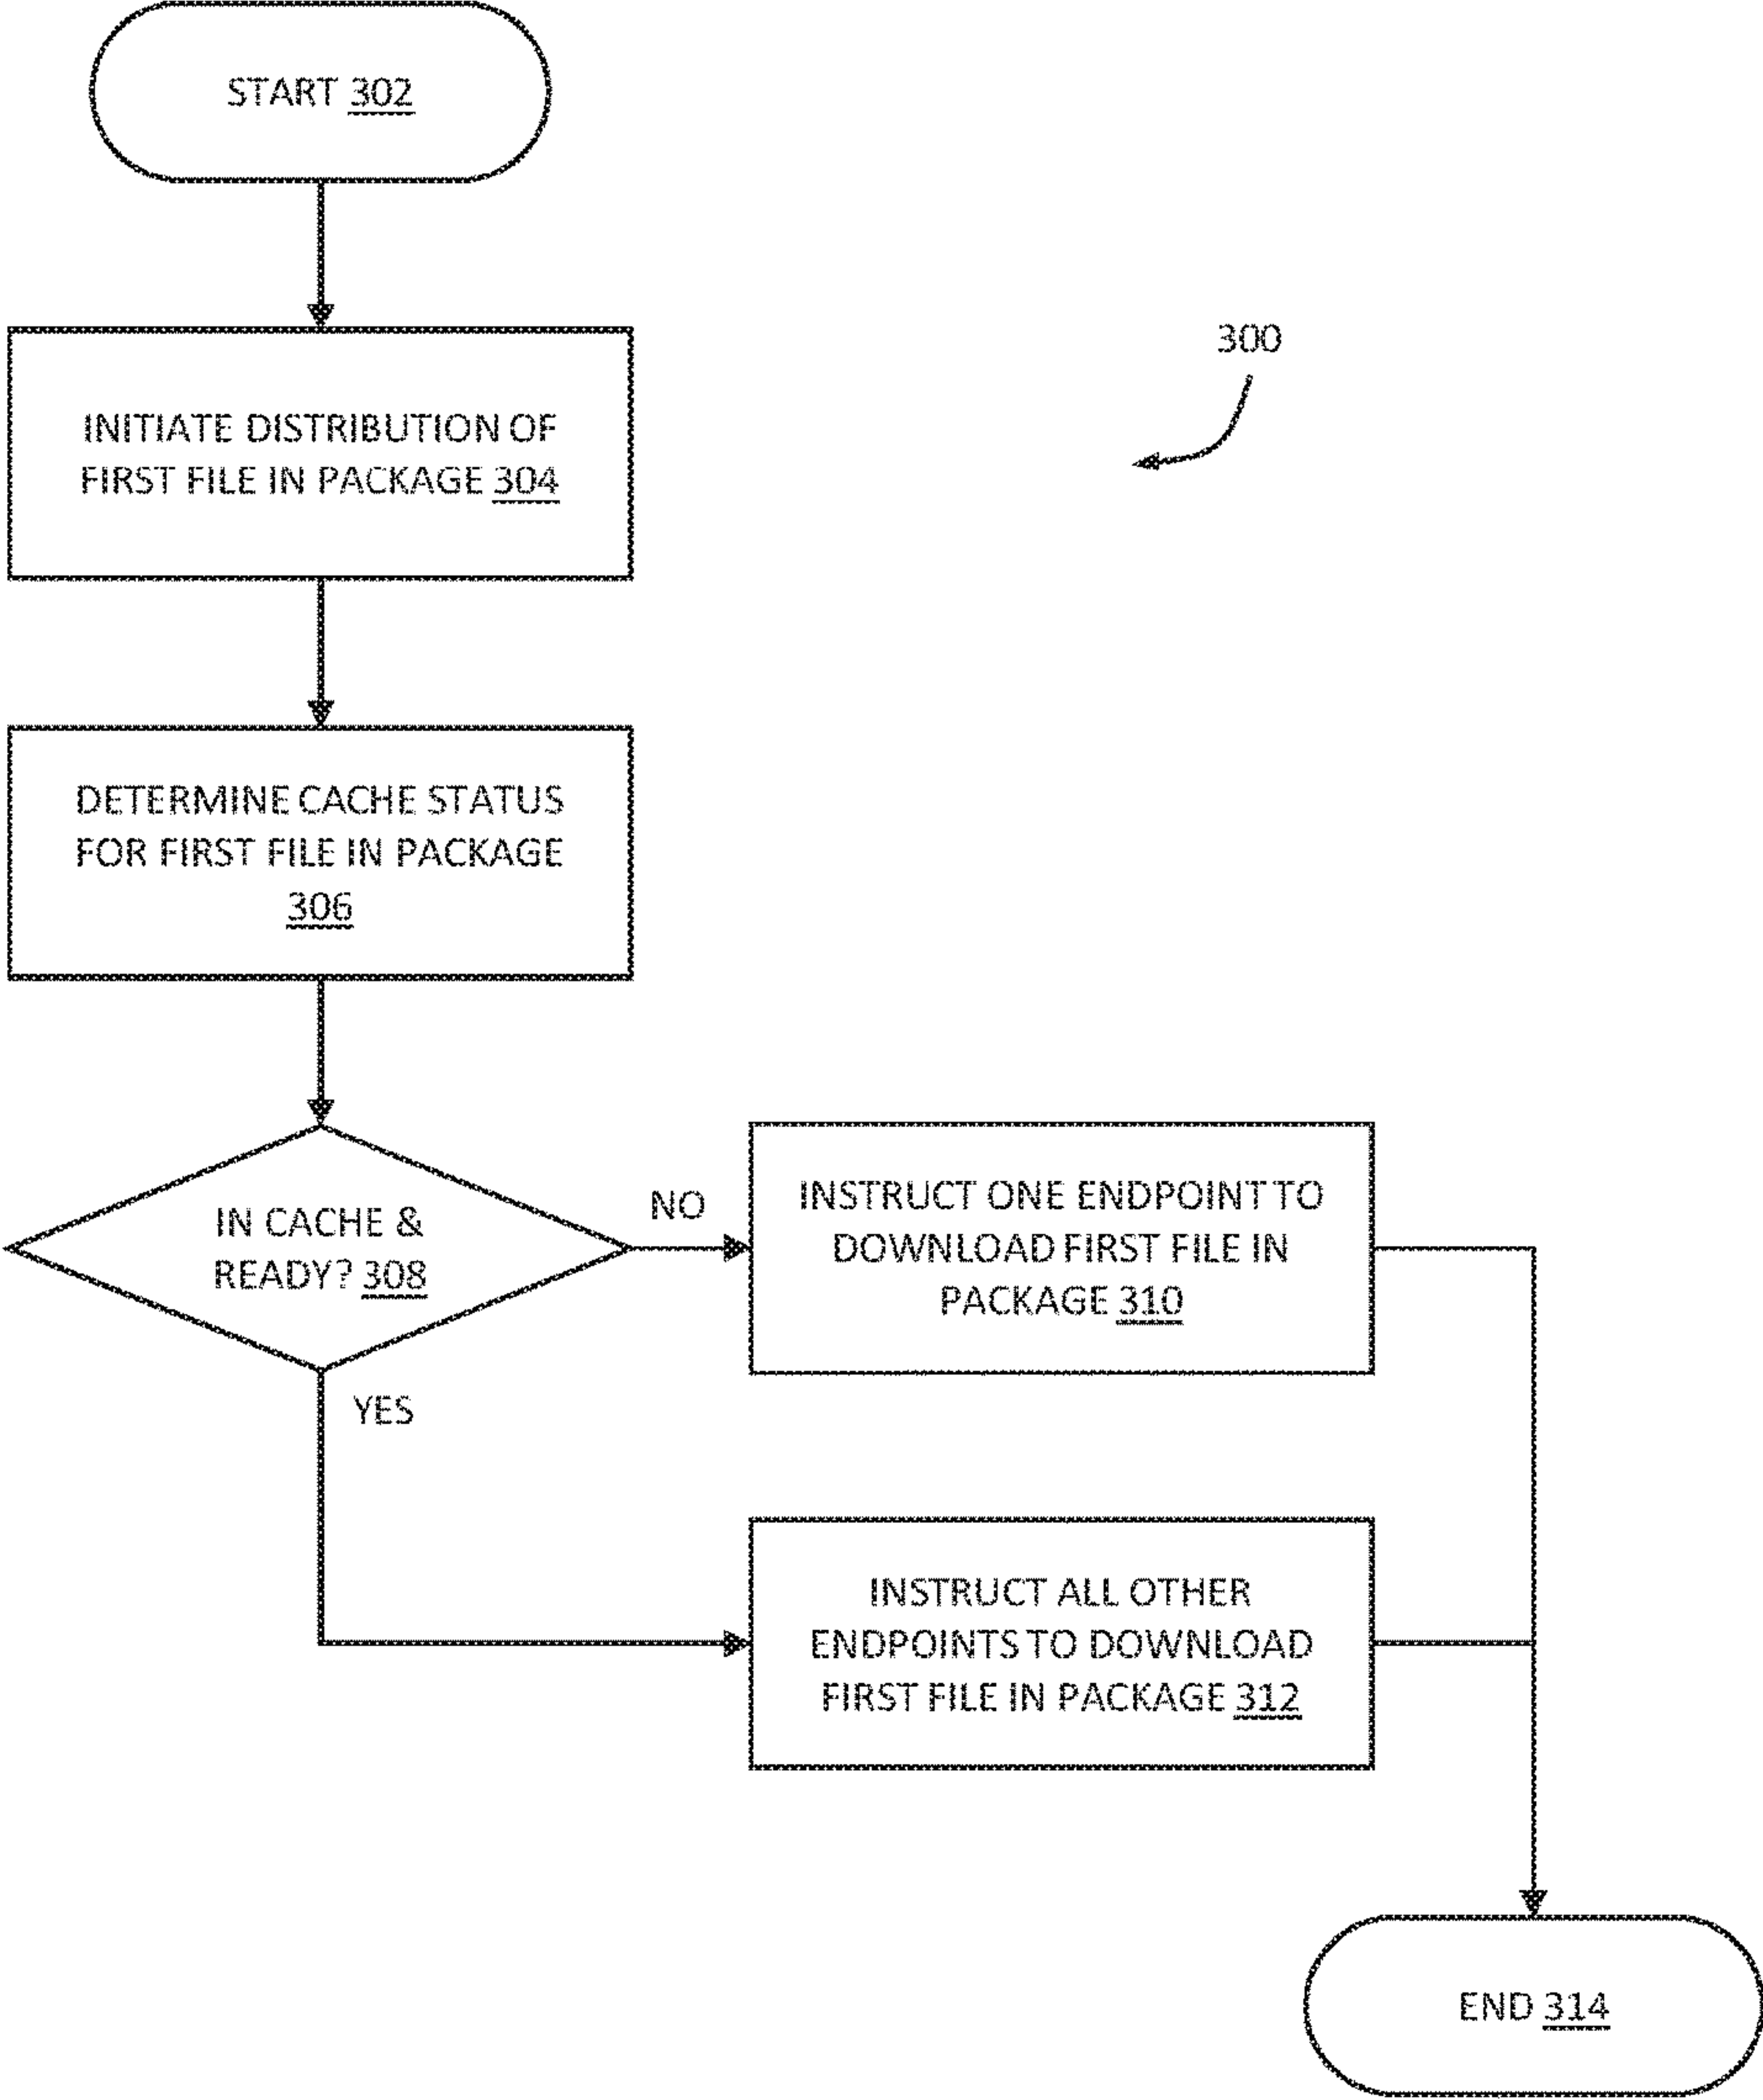 START 302
300
INITIATE DISTRIBUTION OF
FIRST FILE IN PACKAGE 304
DETERMINE CACHE STATUS
FOR FIRST FILE IN PACKAGE
306
IN CACHE &
READY? 308
NO
INSTRUCT ONE ENDPOINT TO
DOWNLOAD FIRST FILE IN
PACKAGE 310
YES
INSTRUCT ALL OTHER
ENDPOINTS TO DOWNLOAD
FIRST FILE IN PACKAGE 312
END 314